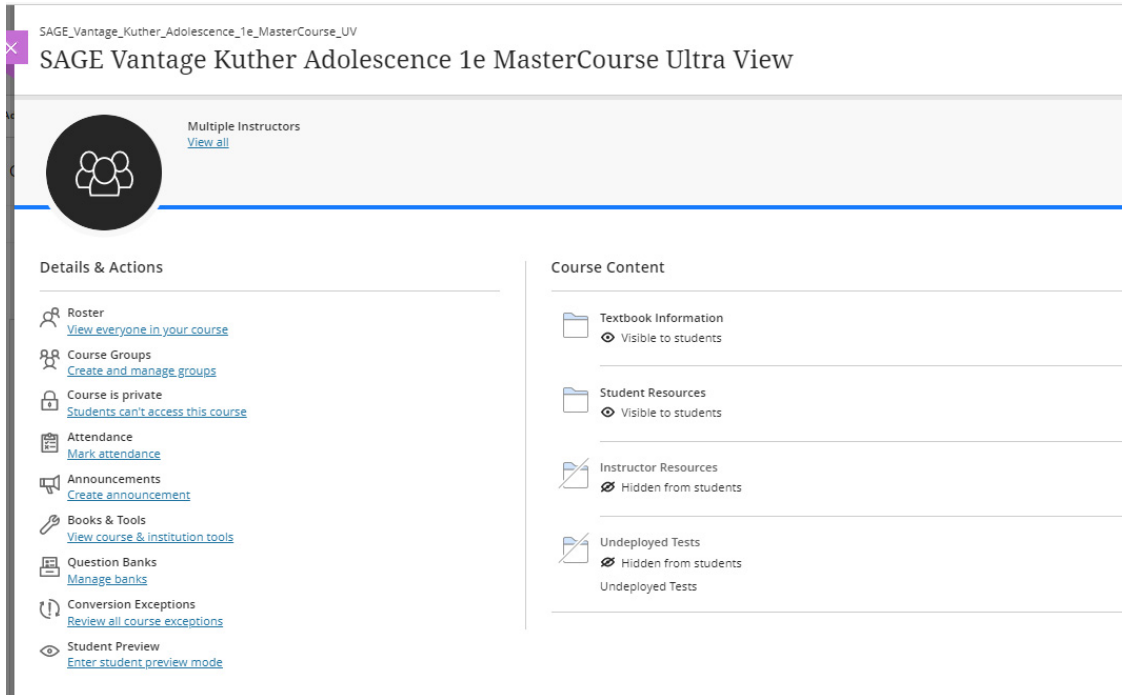 SAGE_Vantage_Kuther_Adolescence_1e_MasterCourse_UV
SAGE Vantage Kuther Adolescence 1e MasterCourse Ultra View
Multiple Instructors
View all
Details & Actions
Roster
View everyone in your course
Course Groups
Create and manage groups
Course is private
Students can't access this course
Attendance
Mark attendance
Announcements
Create announcement
Books & Tools
View course & institution tools
Question Banks
Manage banks
Conversion Exceptions
Review all course exceptions
Student Preview
Enter student preview mode
Course Content
Textbook Information
Visible to students
Student Resources
Visible to students
Instructor Resources
Hidden from students
Undeployed Tests
Hidden from students
Undeployed Tests